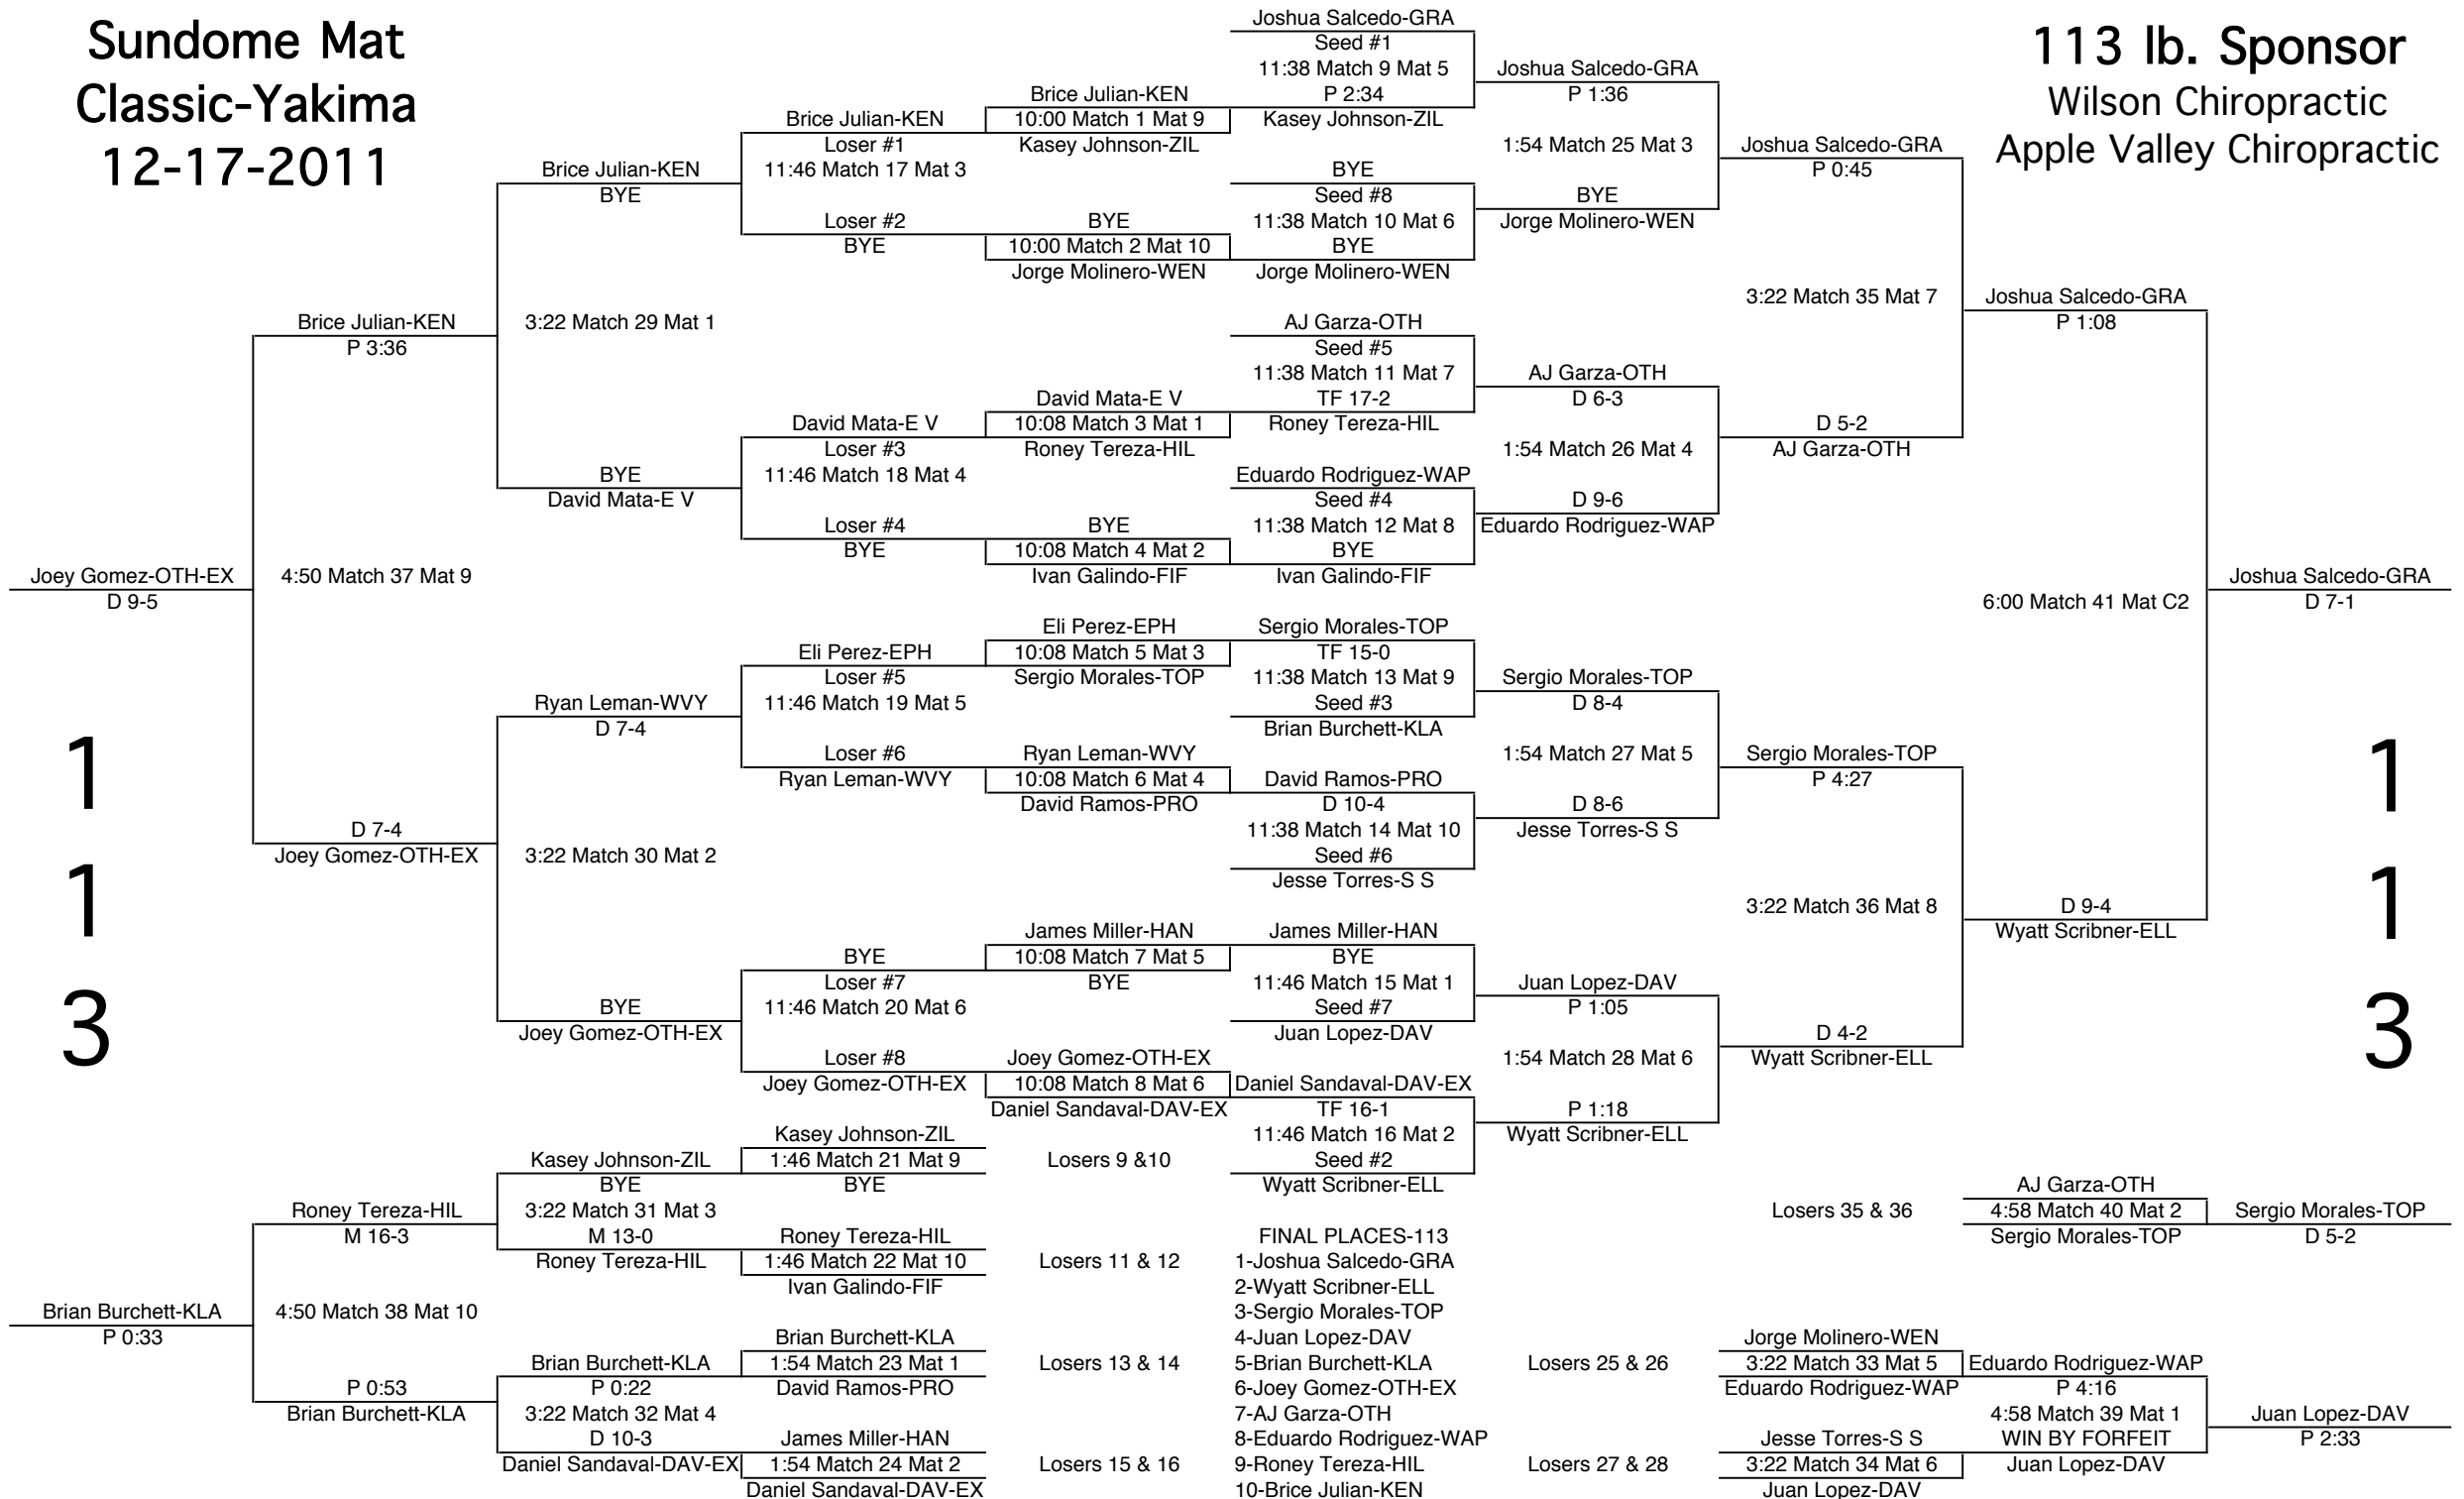 Sundome Mat
Classic-Yakima
12-17-2011
113 lb. Sponsor
Wilson Chiropractic
Apple Valley Chiropractic
Joey Gomez-OTH-EX
D 9-5
1
1
3
Brian Burchett-KLA
P 0:33
Brice Julian-KEN
P 3:36
4:50 Match 37 Mat 9
D 7-4
Joey Gomez-OTH-EX
Roney Tereza-HIL
M 16-3
4:50 Match 38 Mat 10
P 0:53
Brian Burchett-KLA
Brice Julian-KEN
BYE
3:22 Match 29 Mat 1
BYE
David Mata-E V
Ryan Leman-WVY
D 7-4
3:22 Match 30 Mat 2
BYE
Joey Gomez-OTH-EX
Kasey Johnson-ZIL
BYE
3:22 Match 31 Mat 3
M 13-0
Roney Tereza-HIL
Brian Burchett-KLA
P 0:22
3:22 Match 32 Mat 4
D 10-3
Daniel Sandaval-DAV-EX
Brice Julian-KEN
Loser #1
11:46 Match 17 Mat 3
Loser #2
BYE
David Mata-E V
Loser #3
11:46 Match 18 Mat 4
Loser #4
BYE
Eli Perez-EPH
Loser #5
11:46 Match 19 Mat 5
Loser #6
Ryan Leman-WVY
BYE
Loser #7
11:46 Match 20 Mat 6
Loser #8
Joey Gomez-OTH-EX
Kasey Johnson-ZIL
1:46 Match 21 Mat 9
BYE
Roney Tereza-HIL
1:46 Match 22 Mat 10
Ivan Galindo-FIF
Brian Burchett-KLA
1:54 Match 23 Mat 1
David Ramos-PRO
James Miller-HAN
1:54 Match 24 Mat 2
Daniel Sandaval-DAV-EX
Brice Julian-KEN
10:00 Match 1 Mat 9
Kasey Johnson-ZIL
BYE
10:00 Match 2 Mat 10
Jorge Molinero-WEN
David Mata-E V
10:08 Match 3 Mat 1
Roney Tereza-HIL
BYE
10:08 Match 4 Mat 2
Ivan Galindo-FIF
Eli Perez-EPH
10:08 Match 5 Mat 3
Sergio Morales-TOP
Ryan Leman-WVY
10:08 Match 6 Mat 4
David Ramos-PRO
James Miller-HAN
10:08 Match 7 Mat 5
BYE
Joey Gomez-OTH-EX
10:08 Match 8 Mat 6
Daniel Sandaval-DAV-EX
Losers 9 &10
Losers 11 & 12
Losers 13 & 14
Losers 15 & 16
Joshua Salcedo-GRA
Seed #1
11:38 Match 9 Mat 5
P 2:34
Kasey Johnson-ZIL
BYE
Seed #8
11:38 Match 10 Mat 6
BYE
Jorge Molinero-WEN
AJ Garza-OTH
Seed #5
11:38 Match 11 Mat 7
TF 17-2
Roney Tereza-HIL
Eduardo Rodriguez-WAP
Seed #4
11:38 Match 12 Mat 8
BYE
Ivan Galindo-FIF
Sergio Morales-TOP
TF 15-0
11:38 Match 13 Mat 9
Seed #3
Brian Burchett-KLA
David Ramos-PRO
D 10-4
11:38 Match 14 Mat 10
Seed #6
Jesse Torres-S S
James Miller-HAN
BYE
11:46 Match 15 Mat 1
Seed #7
Juan Lopez-DAV
Daniel Sandaval-DAV-EX
TF 16-1
11:46 Match 16 Mat 2
Seed #2
Wyatt Scribner-ELL
FINAL PLACES-113
1-Joshua Salcedo-GRA
2-Wyatt Scribner-ELL
3-Sergio Morales-TOP
4-Juan Lopez-DAV
5-Brian Burchett-KLA
6-Joey Gomez-OTH-EX
7-AJ Garza-OTH
8-Eduardo Rodriguez-WAP
9-Roney Tereza-HIL
10-Brice Julian-KEN
Joshua Salcedo-GRA
P 1:36
1:54 Match 25 Mat 3
BYE
Jorge Molinero-WEN
AJ Garza-OTH
D 6-3
1:54 Match 26 Mat 4
D 9-6
Eduardo Rodriguez-WAP
Sergio Morales-TOP
D 8-4
1:54 Match 27 Mat 5
D 8-6
Jesse Torres-S S
Juan Lopez-DAV
P 1:05
1:54 Match 28 Mat 6
P 1:18
Wyatt Scribner-ELL
Losers 25 & 26
Losers 27 & 28
Joshua Salcedo-GRA
P 0:45
3:22 Match 35 Mat 7
D 5-2
AJ Garza-OTH
Sergio Morales-TOP
P 4:27
3:22 Match 36 Mat 8
D 4-2
Wyatt Scribner-ELL
Losers 35 & 36
Jorge Molinero-WEN
3:22 Match 33 Mat 5
Eduardo Rodriguez-WAP
Jesse Torres-S S
3:22 Match 34 Mat 6
Juan Lopez-DAV
Joshua Salcedo-GRA
P 1:08
6:00 Match 41 Mat C2
D 9-4
Wyatt Scribner-ELL
AJ Garza-OTH
4:58 Match 40 Mat 2
Sergio Morales-TOP
Eduardo Rodriguez-WAP
P 4:16
4:58 Match 39 Mat 1
WIN BY FORFEIT
Juan Lopez-DAV
Joshua Salcedo-GRA
D 7-1
1
1
3
Sergio Morales-TOP
D 5-2
Juan Lopez-DAV
P 2:33